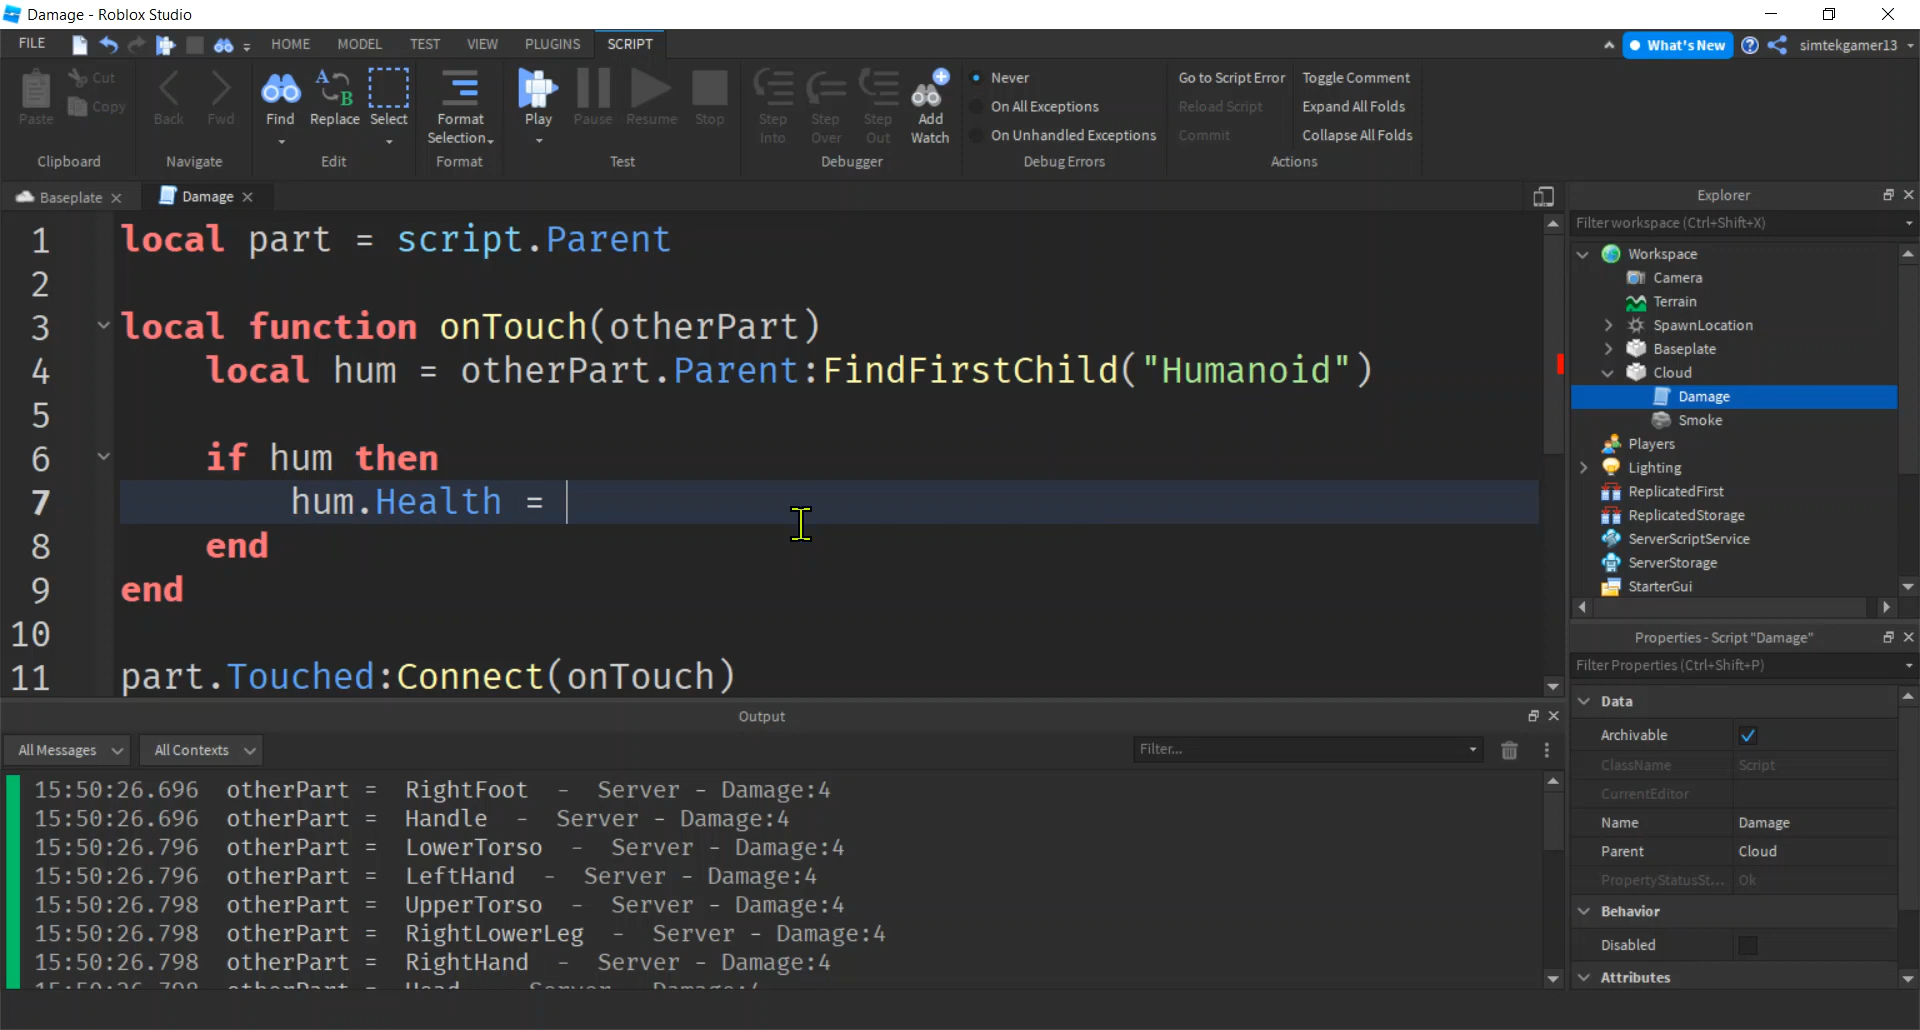 Damage - Roblox Studio
FILE HOME MODEL TEST VIEW PLUGINS SCRIPT What's New simtekgamer13
Paste Cut Copy Clipboard
Back Fwd Navigate
Find Replace Select Edit
Format Selection Format
Play Pause Resume Stop Test
Step Into Step Over Step Out Add Watch Debugger
Never
On All Exceptions
On Unhandled Exceptions
Debug Errors
Go to Script Error Toggle Comment
Reload Script Expand All Folds
Commit Collapse All Folds
Actions
Baseplate Damage
1 local part = script.Parent
2
3 local function onTouch(otherPart)
4 local hum = otherPart.Parent:FindFirstChild("Humanoid")
5
6 if hum then
7 hum.Health =
8 end
9 end
10
11 part.Touched:Connect(onTouch)
Output
All Messages All Contexts Filter...
15:50:26.696 otherPart = RightFoot - Server - Damage:4
15:50:26.696 otherPart = Handle - Server - Damage:4
15:50:26.796 otherPart = LowerTorso - Server - Damage:4
15:50:26.796 otherPart = LeftHand - Server - Damage:4
15:50:26.798 otherPart = UpperTorso - Server - Damage:4
15:50:26.798 otherPart = RightLowerLeg - Server - Damage:4
15:50:26.798 otherPart = RightHand - Server - Damage:4
15:50:26.798 otherPart = Head - Server - Damage:4
Explorer
Filter workspace (Ctrl+Shift+X)
Workspace
Camera
Terrain
SpawnLocation
Baseplate
Cloud
Damage
Smoke
Players
Lighting
ReplicatedFirst
ReplicatedStorage
ServerScriptService
ServerStorage
StarterGui
Properties - Script "Damage"
Filter Properties (Ctrl+Shift+P)
Data
Archivable
ClassName Script
CurrentEditor
Name Damage
Parent Cloud
PropertyStatusSt... Ok
Behavior
Disabled
Attributes